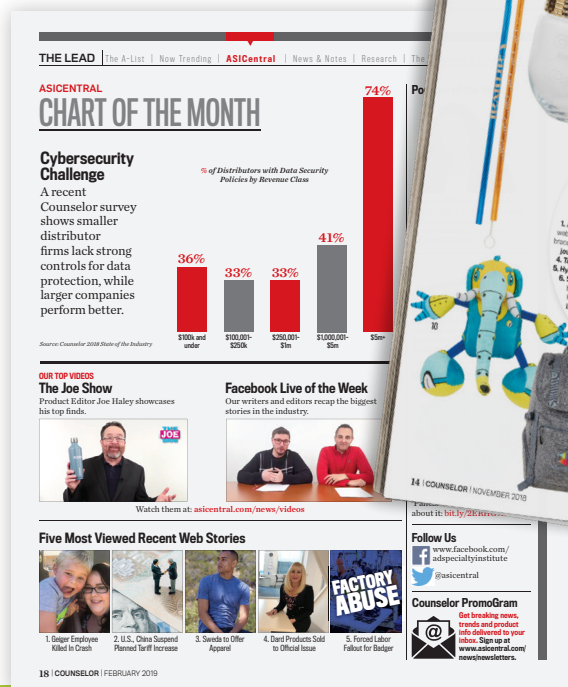 THE LEAD | The A-List | Now Trending | ASICentral | News & Notes | Research | The
ASICENTRAL
CHART OF THE MONTH
Cybersecurity
Challenge
A recent
Counselor survey
shows smaller
distributor
firms lack strong
controls for data
protection, while
larger companies
perform better.
Source: Counselor 2018 State of the Industry
% of Distributors with Data Security
Policies by Revenue Class
36%
33%
33%
41%
74%
$100k and
under
$100,001-
$250k
$250,001-
$1m
$1,000,001-
$5m
$5m+
OUR TOP VIDEOS
The Joe Show
Product Editor Joe Haley showcases
his top finds.
THE
JOE
SHOW
Facebook Live of the Week
Our writers and editors recap the biggest
stories in the industry.
Watch them at: asicentral.com/news/videos
Five Most Viewed Recent Web Stories
FACTORY
ABUSE
1. Geiger Employee
Killed In Crash
2. U.S., China Suspend
Planned Tariff Increase
3. Sweda to Offer
Apparel
4. Dard Products Sold
to Official Issue
5. Forced Labor
Fallout for Badger
18 | COUNSELOR | FEBRUARY 2019
Po
10
14 | COUNSELOR | NOVEMBER 2018
about it: bit.ly/2
Follow Us
www.facebook.com/
adspecialtyinstitute
@asicentral
Counselor PromoGram
Get breaking news,
trends and product
info delivered to your
inbox. Sign up at
www.asicentral.com/
news/newsletters.